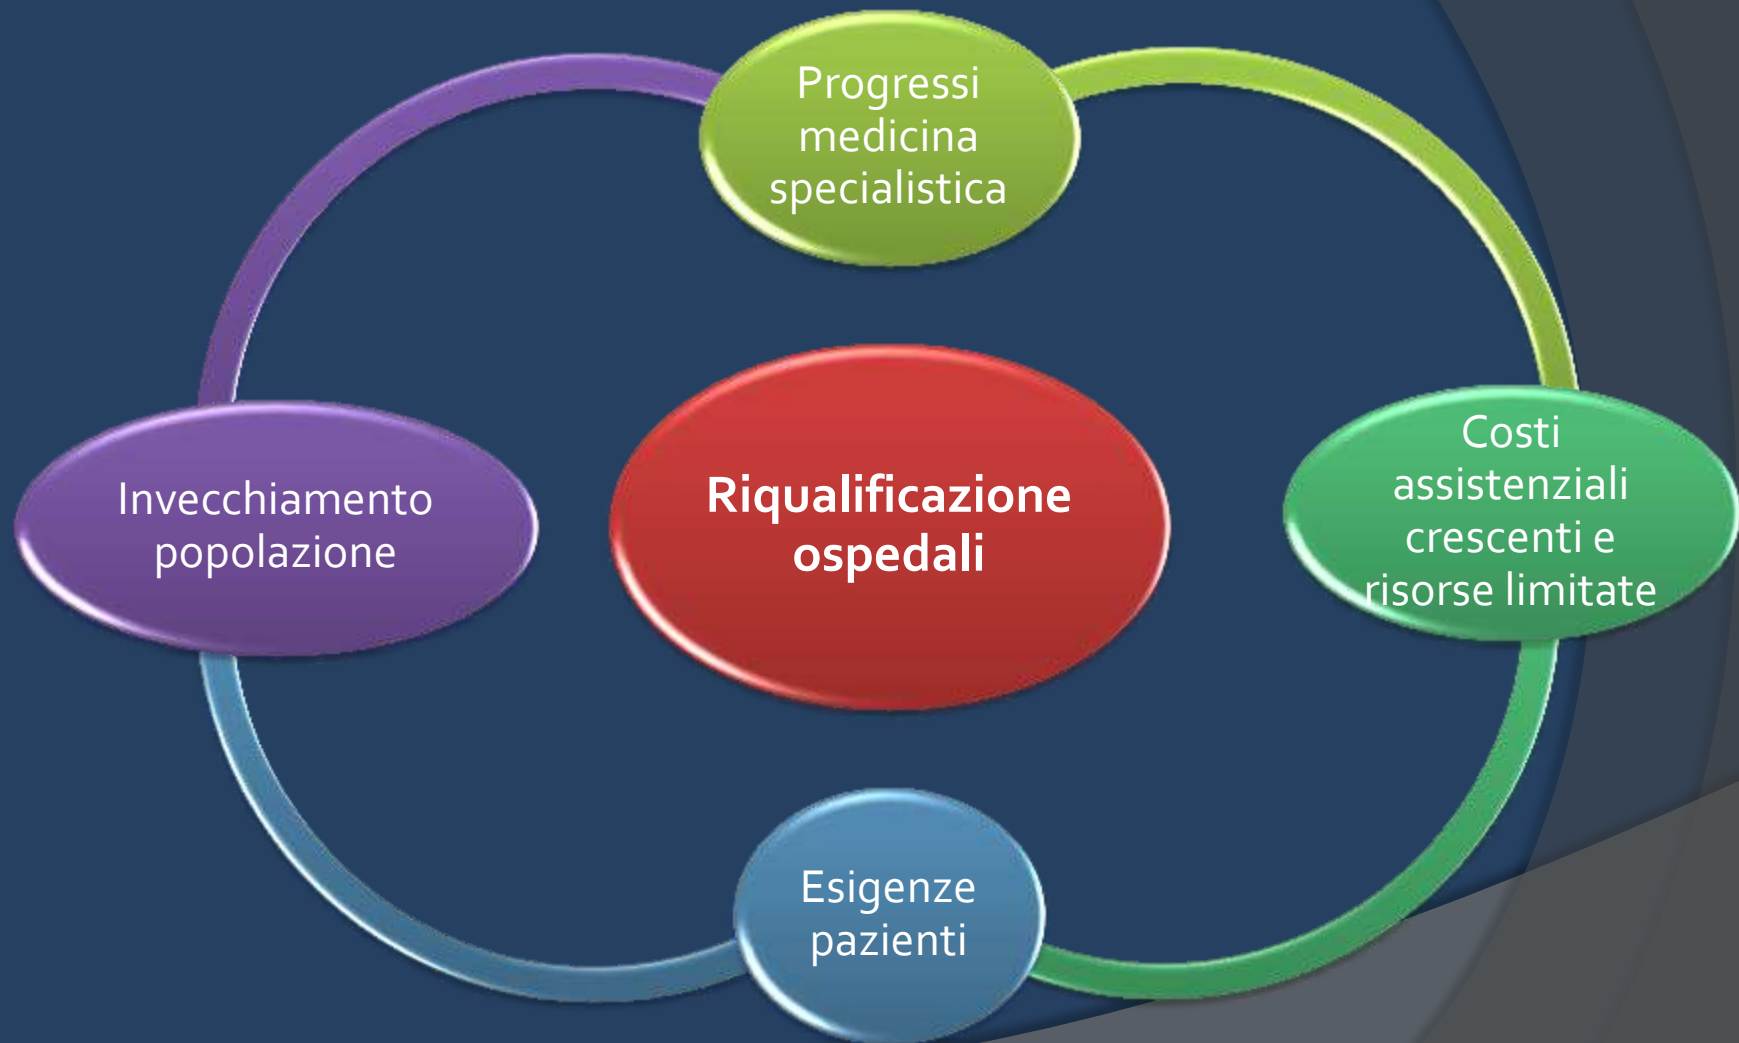 Progressi
medicina
specialistica
Invecchiamento
popolazione
Riqualificazione
ospedali
Costi
assistenziali
crescenti e
risorse limitate
Esigenze
pazienti